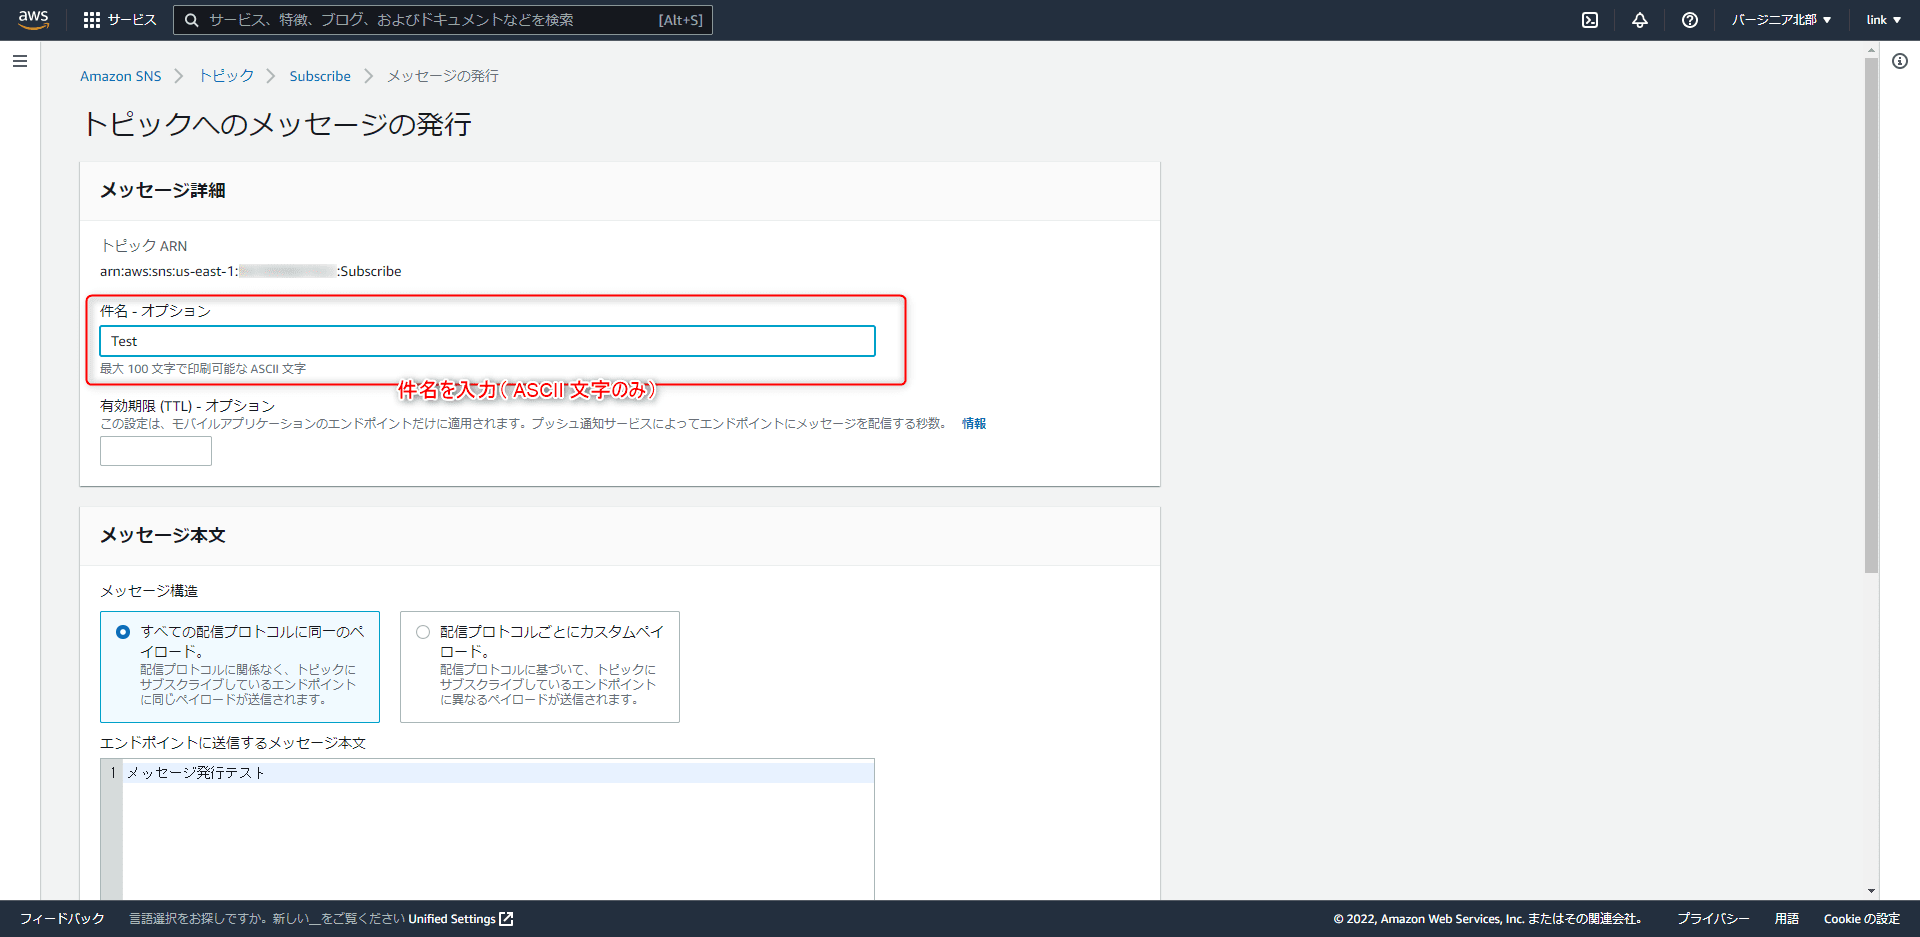 aws
サービス
サービス、特徴、ブログ、およびドキュメントなどを検索
[Alt+S]
バージニア北部
link
Amazon SNS
トピック
Subscribe
メッセージの発行
トピックへのメッセージの発行
メッセージ詳細
トピック ARN
arn:aws:sns:us-east-1:
:Subscribe
件名 - オプション
Test
最大 100 文字で印刷可能な ASCII 文字
件名を入力（ ASCII 文字のみ）
有効期限 (TTL) - オプション
この設定は、モバイルアプリケーションのエンドポイントだけに適用されます。プッシュ通知サービスによってエンドポイントにメッセージを配信する秒数。 情報
メッセージ本文
メッセージ構造
すべての配信プロトコルに同一のペ
イロード。
配信プロトコルに関係なく、トピックに
サブスクライブしているエンドポイント
に同じペイロードが送信されます。
配信プロトコルごとにカスタムペイ
ロード。
配信プロトコルに基づいて、トピックに
サブスクライブしているエンドポイント
に異なるペイロードが送信されます。
エンドポイントに送信するメッセージ本文
1 メッセージ発行テスト
フィードバック
言語選択をお探しですか。新しい__をご覧ください Unified Settings
© 2022, Amazon Web Services, Inc. またはその関連会社。
プライバシー
用語
Cookie の設定